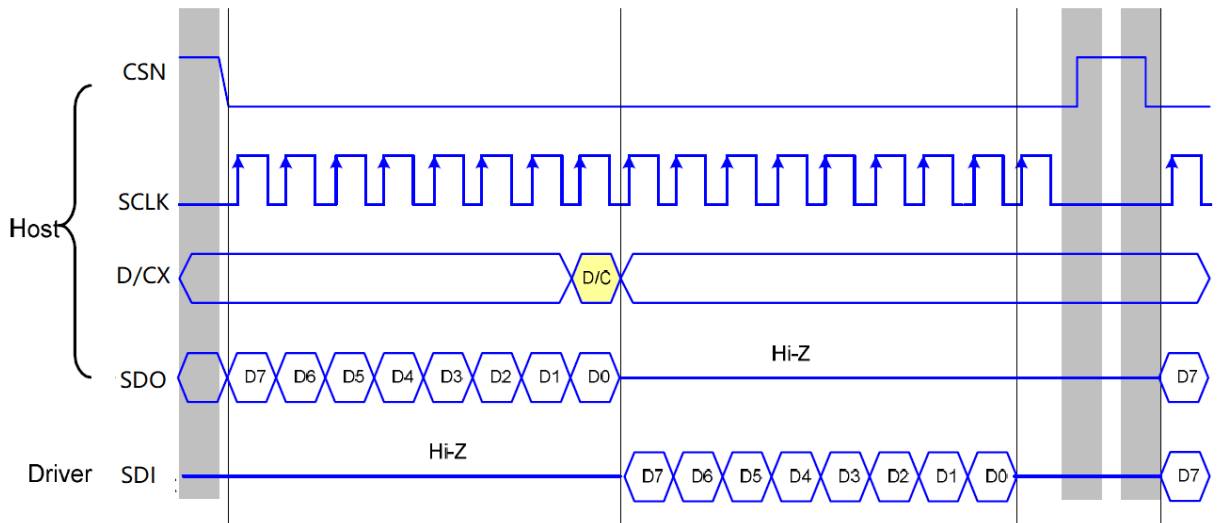 CSN
SCLK
Host
D/CX
D/C
Hi-Z
SDO
D7 D6 D5 D4 D3 D2 D1 D0 D7
Hi-Z
Driver SDI
D7 D6 D5 D4 D3 D2 D1 D0 D7